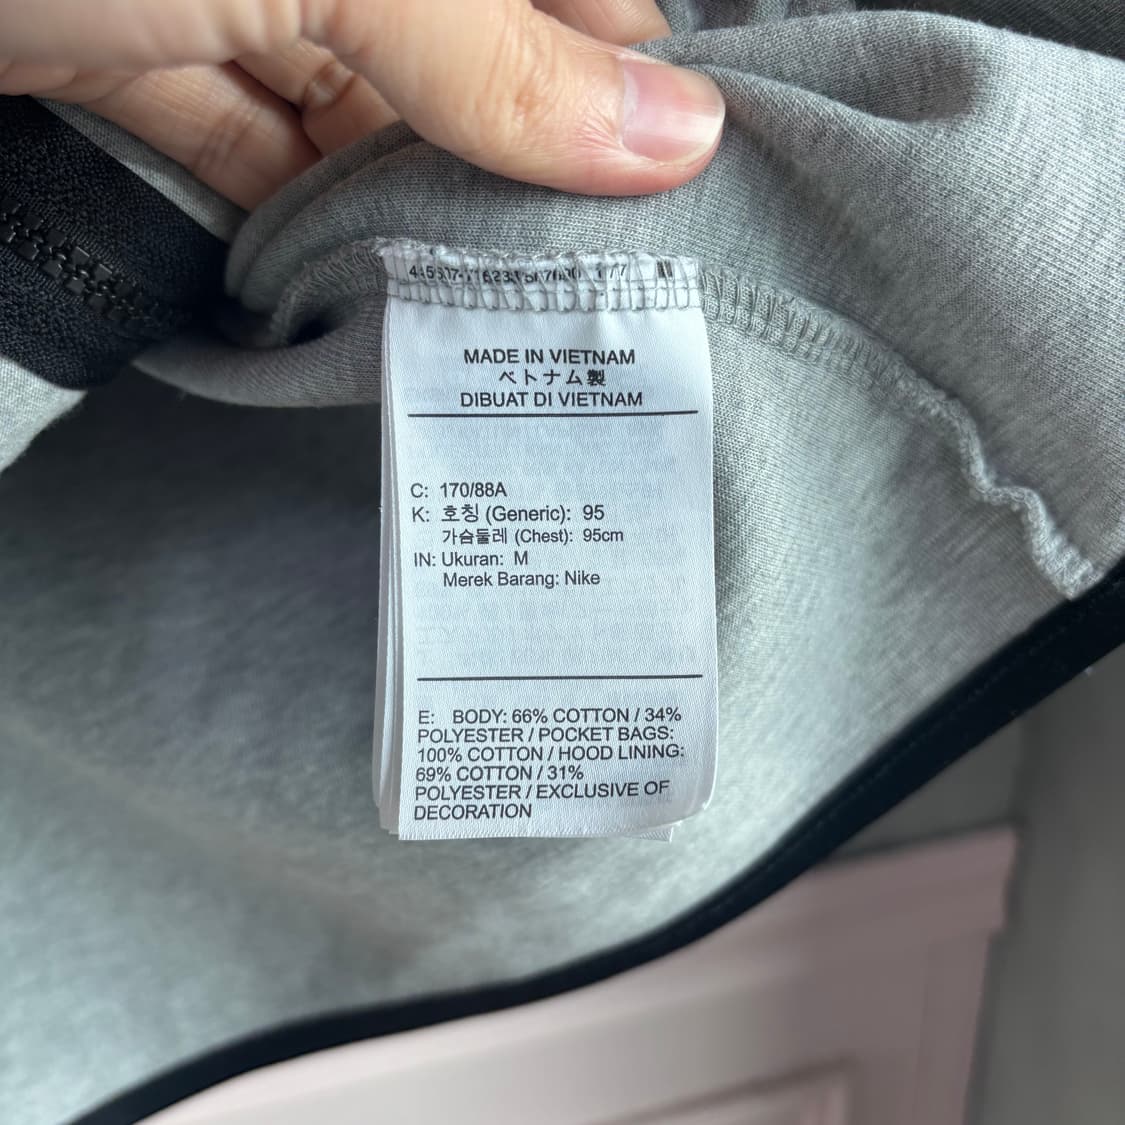 MADE IN VIETNAM
ベトナム製
DIBUAT DI VIETNAM
C: 170/88A
K: 호칭 (Generic): 95
가슴둘레 (Chest): 95cm
IN: Ukuran: M
Merek Barang: Nike
E: BODY: 66% COTTON / 34%
POLYESTER / POCKET BAGS:
100% COTTON / HOOD LINING:
69% COTTON / 31%
POLYESTER / EXCLUSIVE OF
DECORATION